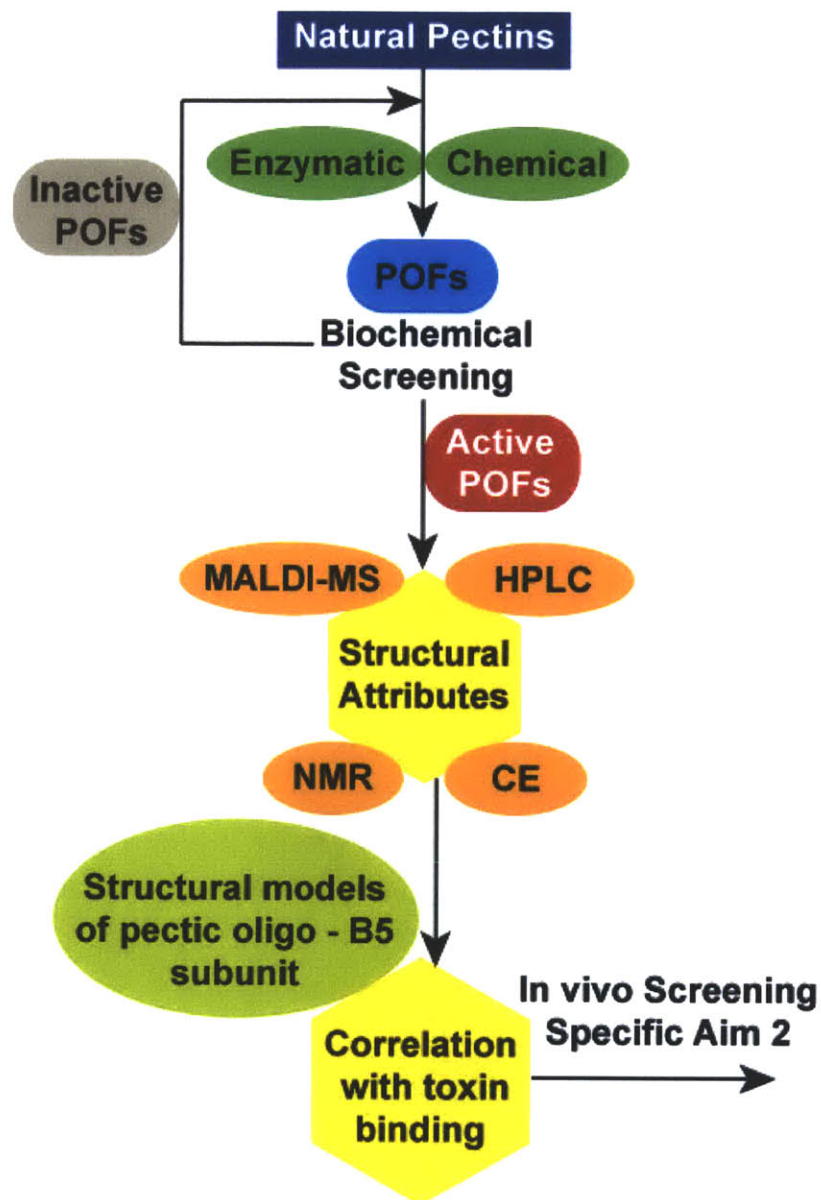 Natural Pectins
Enzymatic
Chemical
Inactive
POFs
POFs
Biochemical
Screening
Active
POFs
MALDI-MS
HPLC
Structural
Attributes
NMR
CE
Structural models
of pectic oligo - B5
subunit
In vivo Screening
Specific Aim 2
Correlation
with toxin
binding